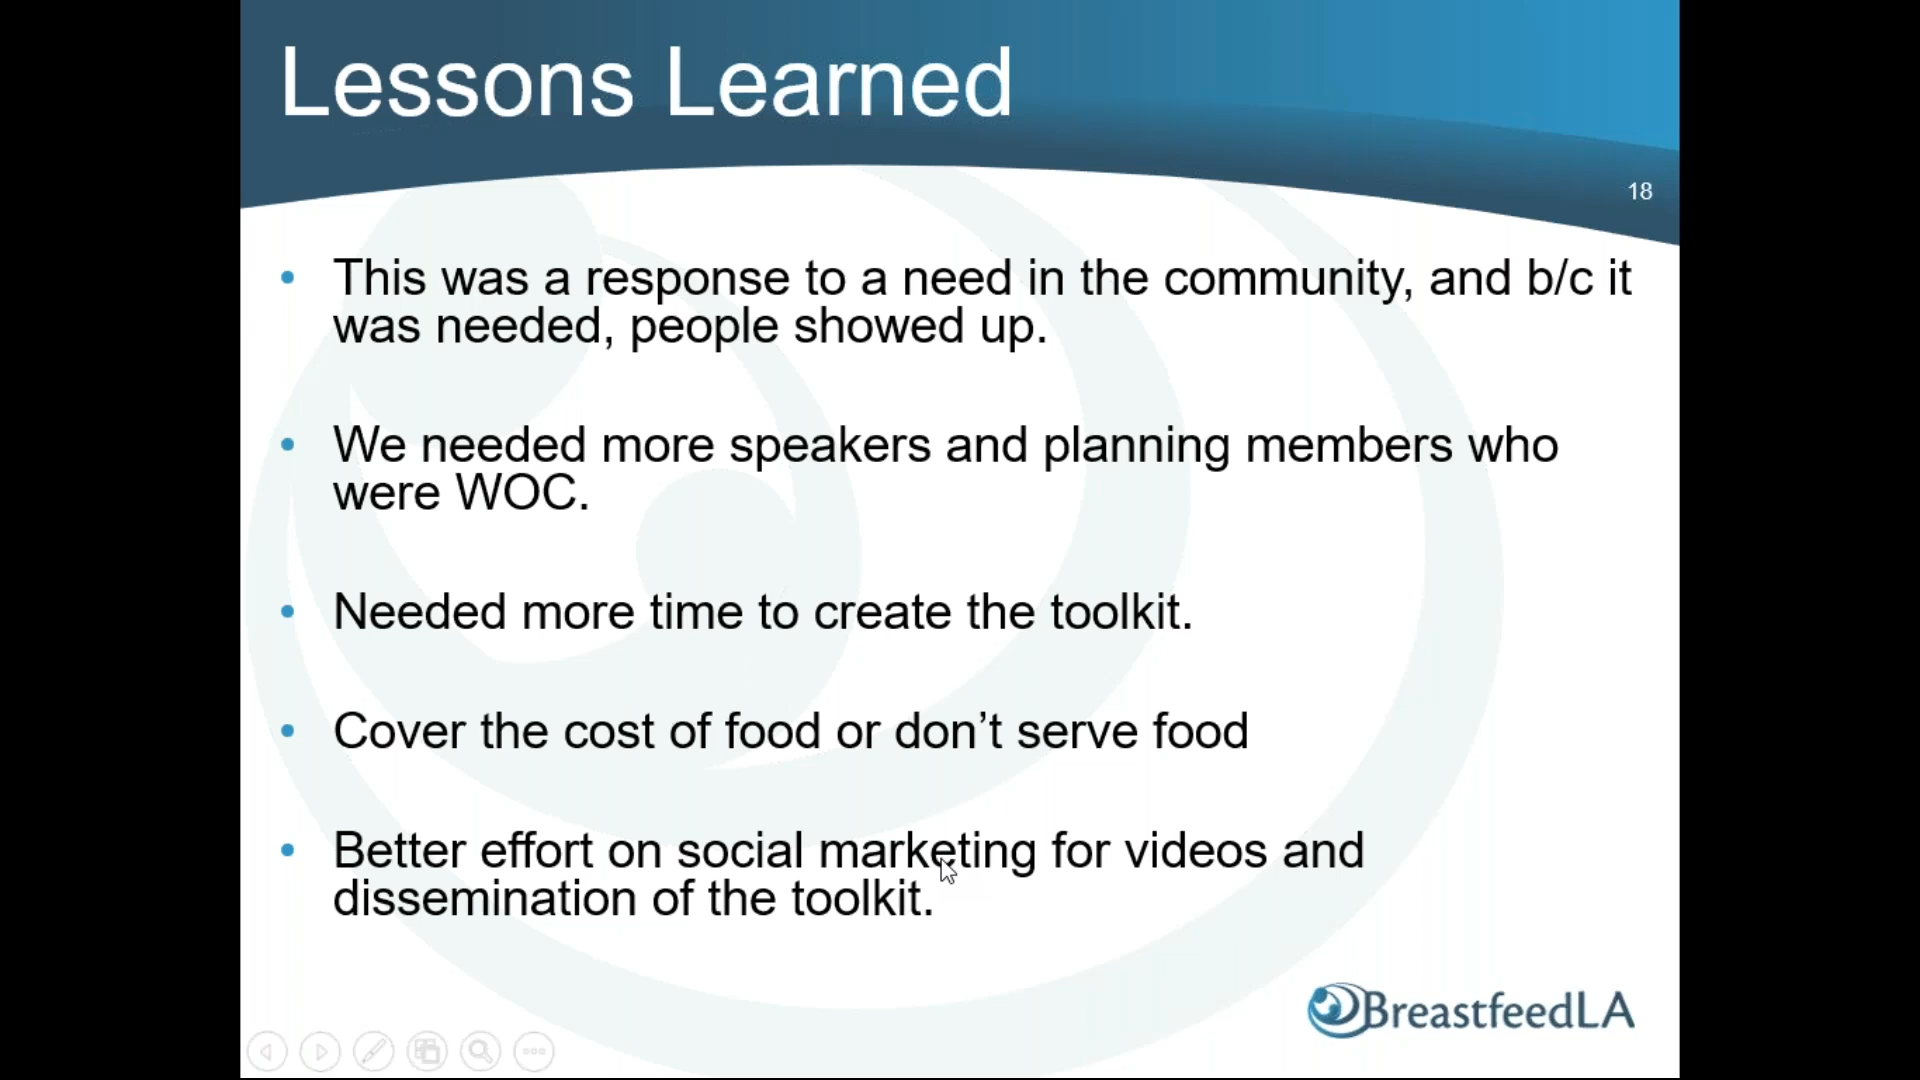 Lessons Learned
18
• This was a response to a need in the community, and b/c it
was needed, people showed up.
• We needed more speakers and planning members who
were WOC.
• Needed more time to create the toolkit.
• Cover the cost of food or don’t serve food
• Better effort on social marketing for videos and
dissemination of the toolkit.
BreastfeedLA